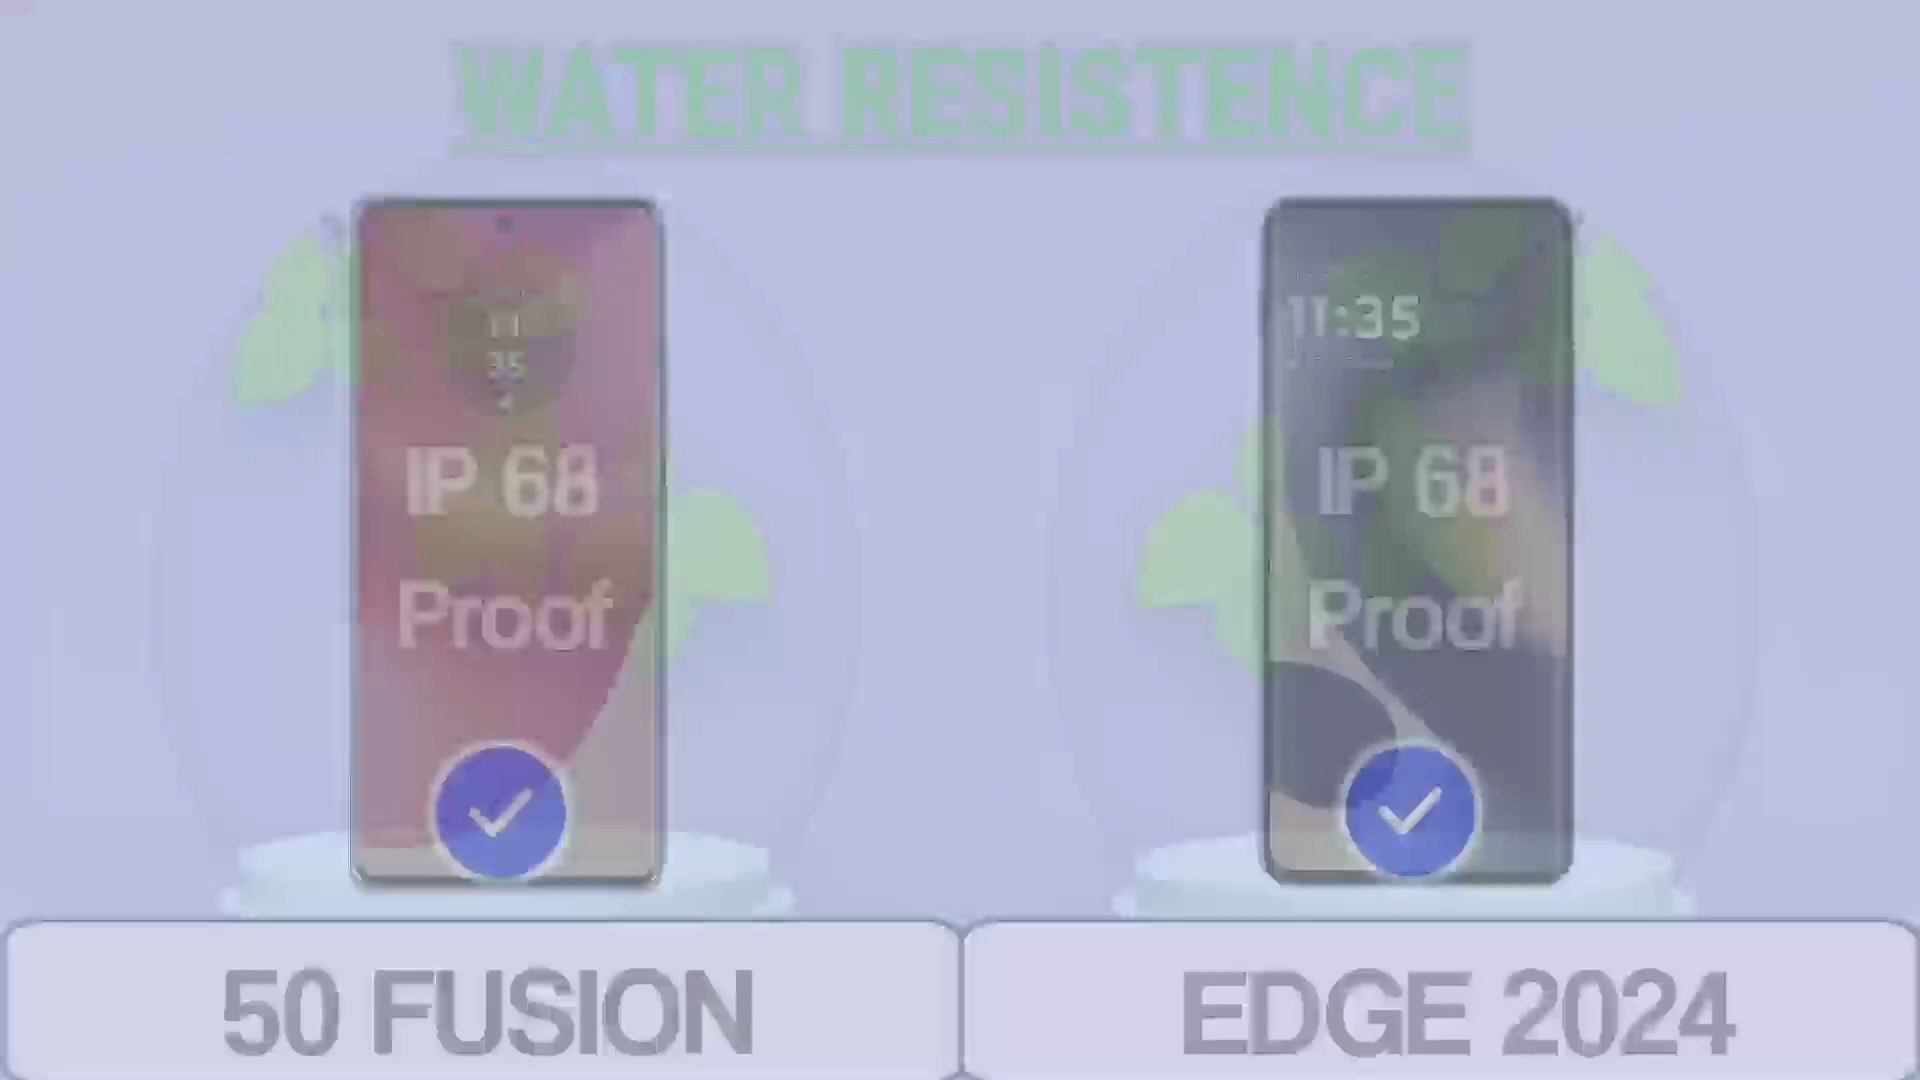 WATER RESISTENCE
11
35
11:35
IP 68
Proof
IP 68
Proof
50 FUSION
EDGE 2024